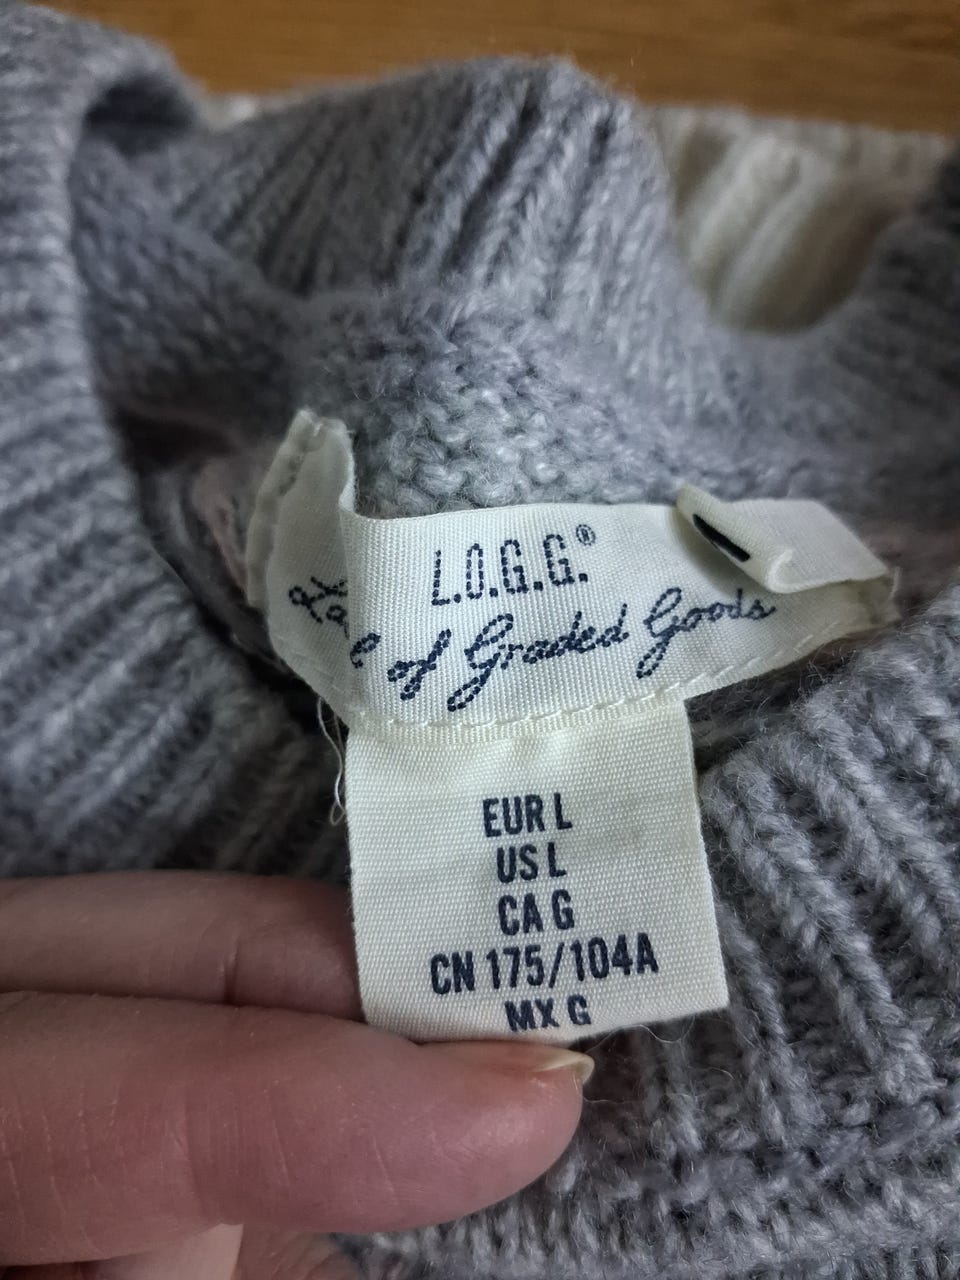 L.O.G.G.®
of Graded Goods
EUR L
US L
CA G
CN 175/104A
MX G